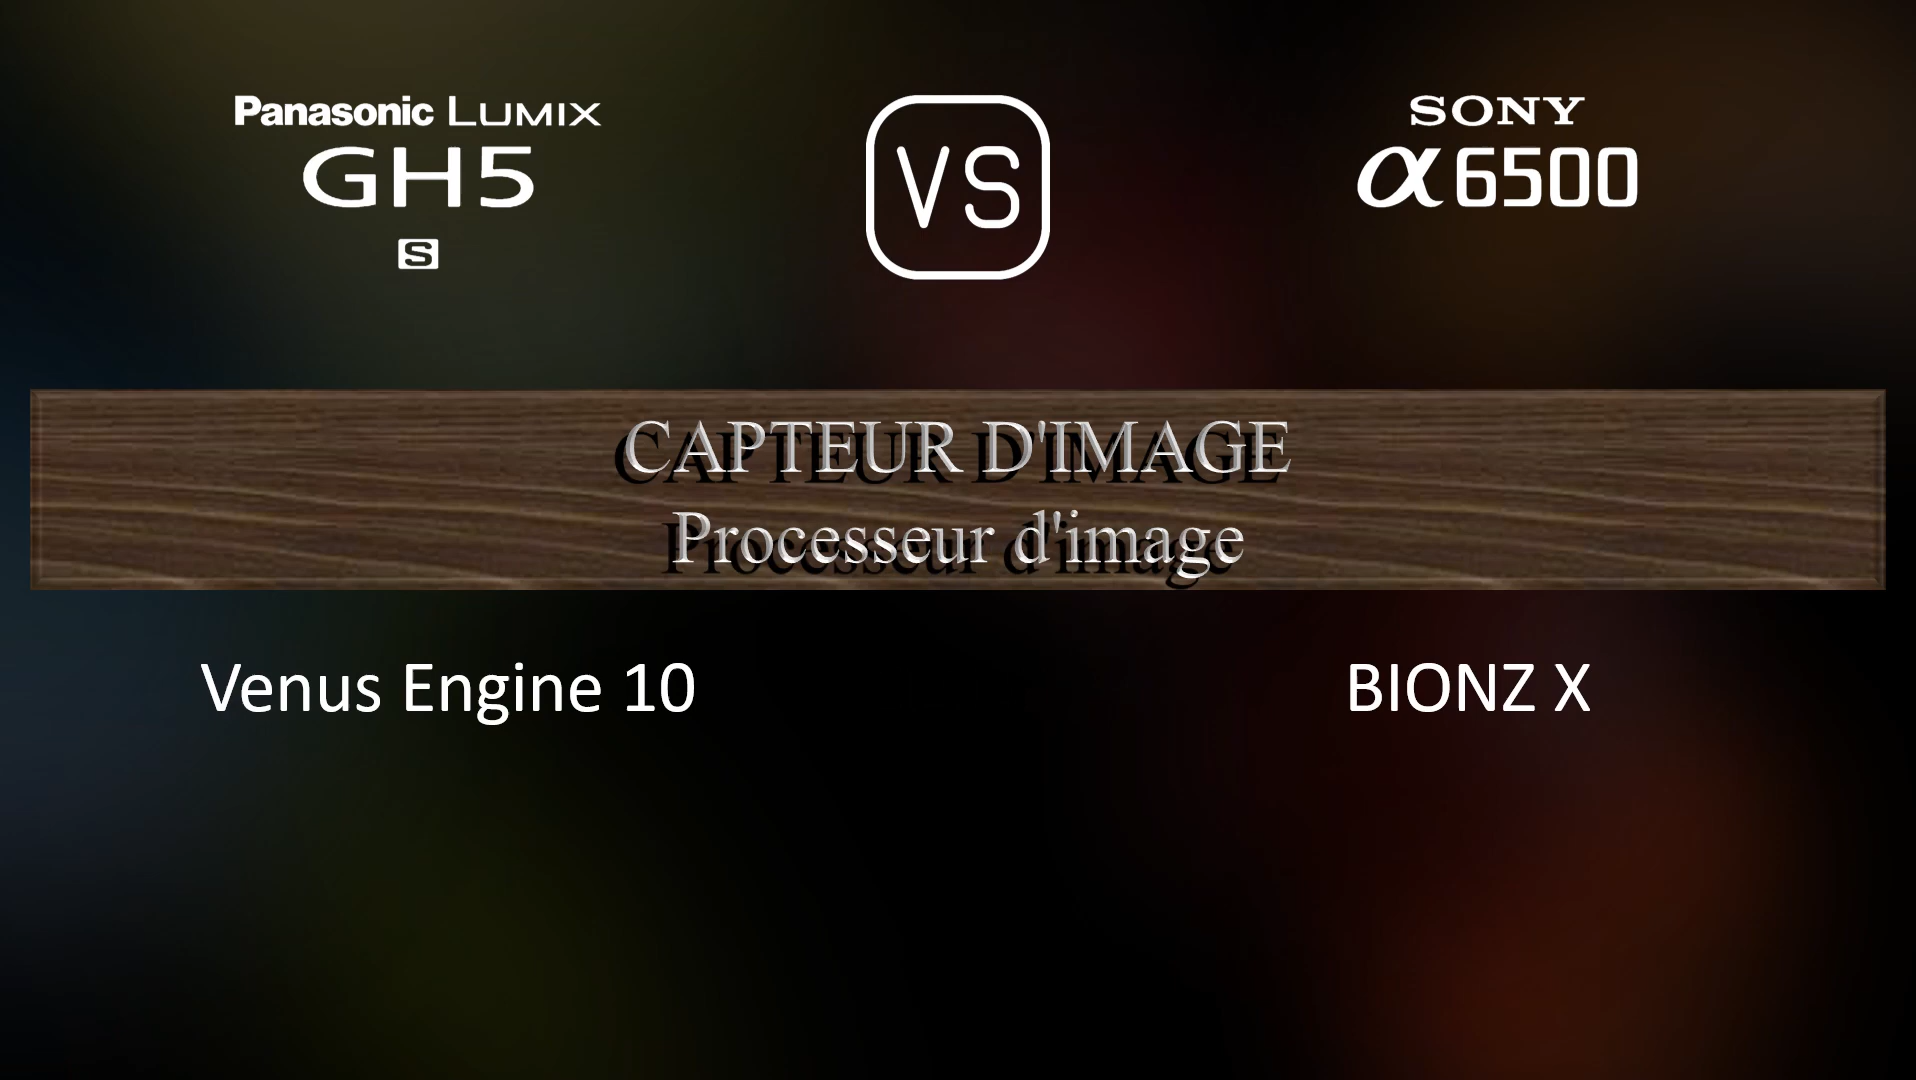 Panasonic LUMIX
GH5
S
VS
SONY
α6500
CAPTEUR D'IMAGE
Processeur d'image
Venus Engine 10
BIONZ X